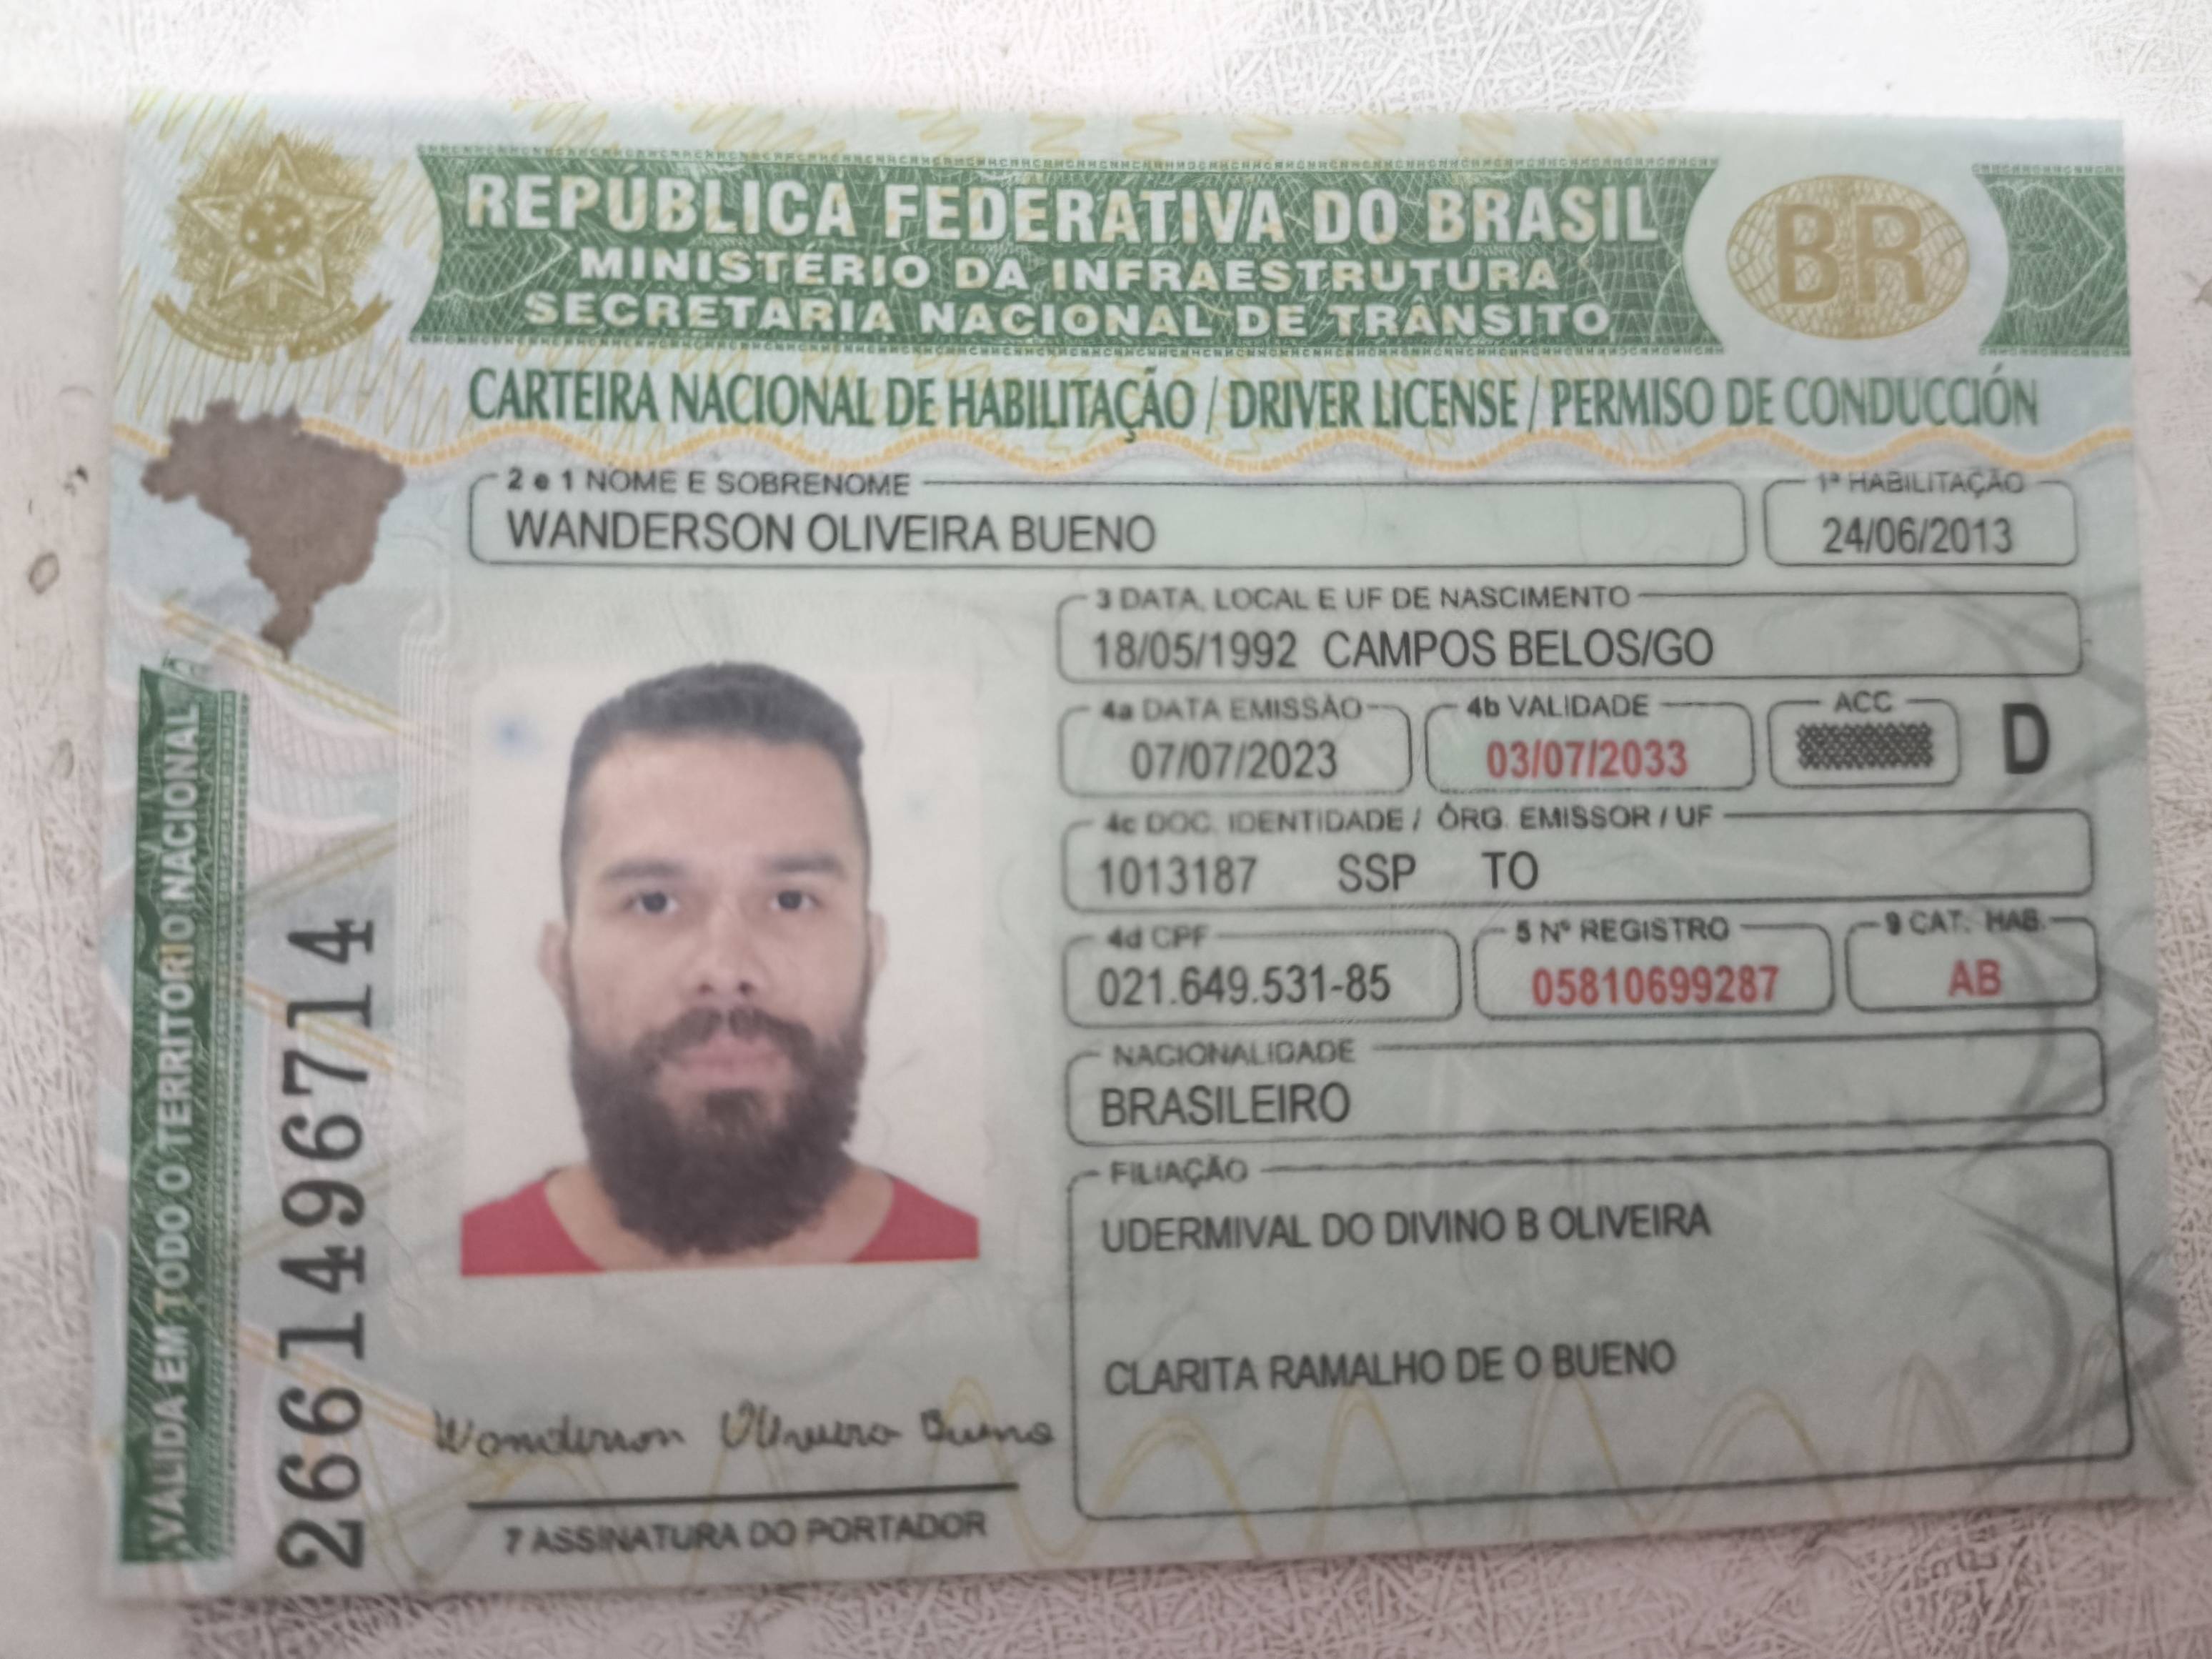 REPÚBLICA FEDERATIVA DO BRASIL
MINISTÉRIO DA INFRAESTRUTURA
SECRETARIA NACIONAL DE TRÂNSITO
BR
CARTEIRA NACIONAL DE HABILITAÇÃO / DRIVER LICENSE / PERMISO DE CONDUCCIÓN
2 e 1 NOME E SOBRENOME
WANDERSON OLIVEIRA BUENO
1ª HABILITAÇÃO
24/06/2013
3 DATA, LOCAL E UF DE NASCIMENTO
18/05/1992 CAMPOS BELOS/GO
4a DATA EMISSÃO
07/07/2023
4b VALIDADE
03/07/2033
ACC
D
4c DOC. IDENTIDADE / ÓRG. EMISSOR / UF
1013187 SSP TO
4d CPF
021.649.531-85
5 Nº REGISTRO
05810699287
9 CAT. HAB.
AB
NACIONALIDADE
BRASILEIRO
FILIAÇÃO
UDERMIVAL DO DIVINO B OLIVEIRA
CLARITA RAMALHO DE O BUENO
Wanderson Oliveira Bueno
7 ASSINATURA DO PORTADOR
VALIDA EM TODO O TERRITORIO NACIONAL
2661496714